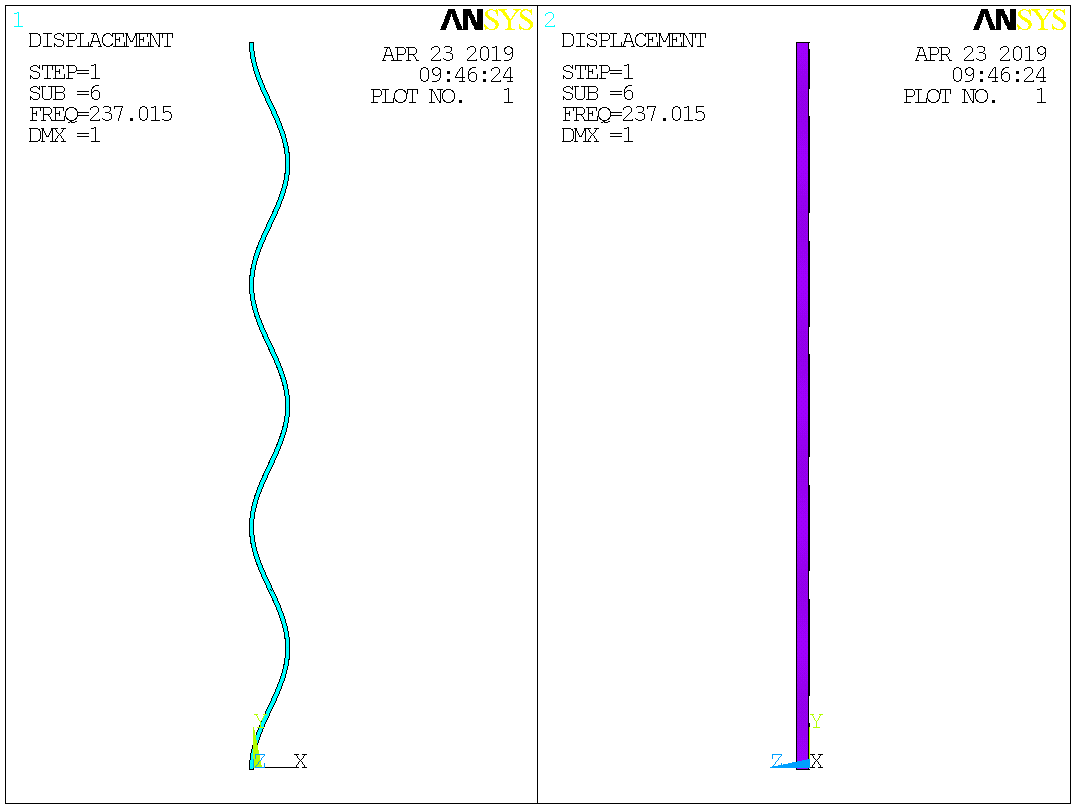 1
ANSYS
DISPLACEMENT
STEP=1
SUB =6
FREQ=237.015
DMX =1
APR 23 2019
09:46:24
PLOT NO. 1
Y
Z
X
2
ANSYS
DISPLACEMENT
STEP=1
SUB =6
FREQ=237.015
DMX =1
APR 23 2019
09:46:24
PLOT NO. 1
Y
Z
X